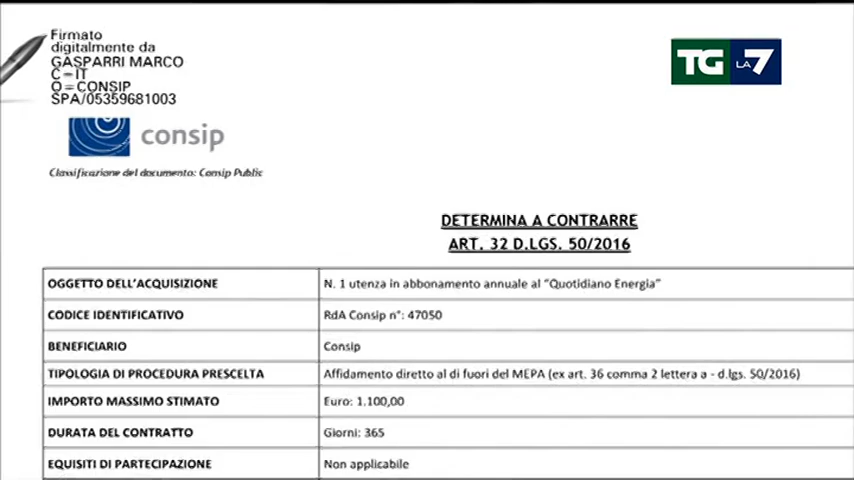 Firmato
digitalmente da
GASPARRI MARCO
C=IT
O=CONSIP
SPA/05359681003
TG LA 7
consip
Classificazione del documento: Consip Public
DETERMINA A CONTRARRE
ART. 32 D.LGS. 50/2016
OGGETTO DELL'ACQUISIZIONE N. 1 utenza in abbonamento annuale al "Quotidiano Energia"
CODICE IDENTIFICATIVO RdA Consip n°: 47050
BENEFICIARIO Consip
TIPOLOGIA DI PROCEDURA PRESCELTA Affidamento diretto al di fuori del MEPA (ex art. 36 comma 2 lettera a - d.lgs. 50/2016)
IMPORTO MASSIMO STIMATO Euro: 1.100,00
DURATA DEL CONTRATTO Giorni: 365
EQUISITI DI PARTECIPAZIONE Non applicabile